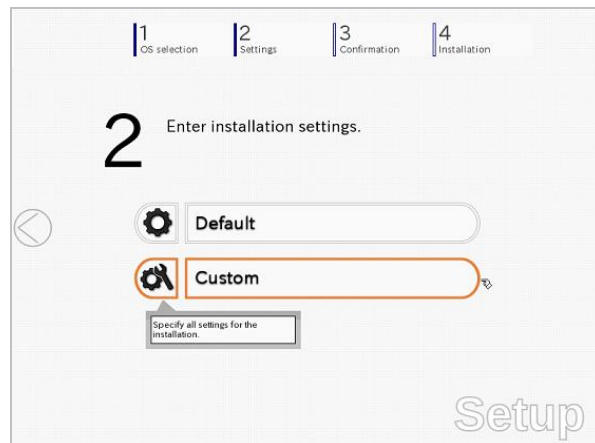 1
OS selection
2
Settings
3
Confirmation
4
Installation
2
Enter installation settings.
Default
Custom
Specify all settings for the
installation.
Setup